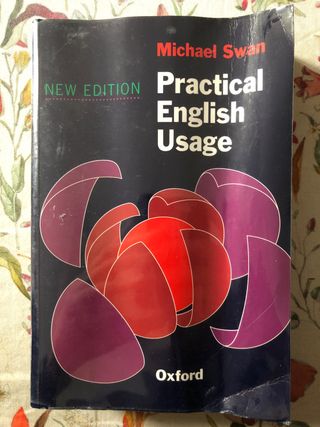 Michael Swan
NEW EDITION
Practical
English
Usage
Oxford